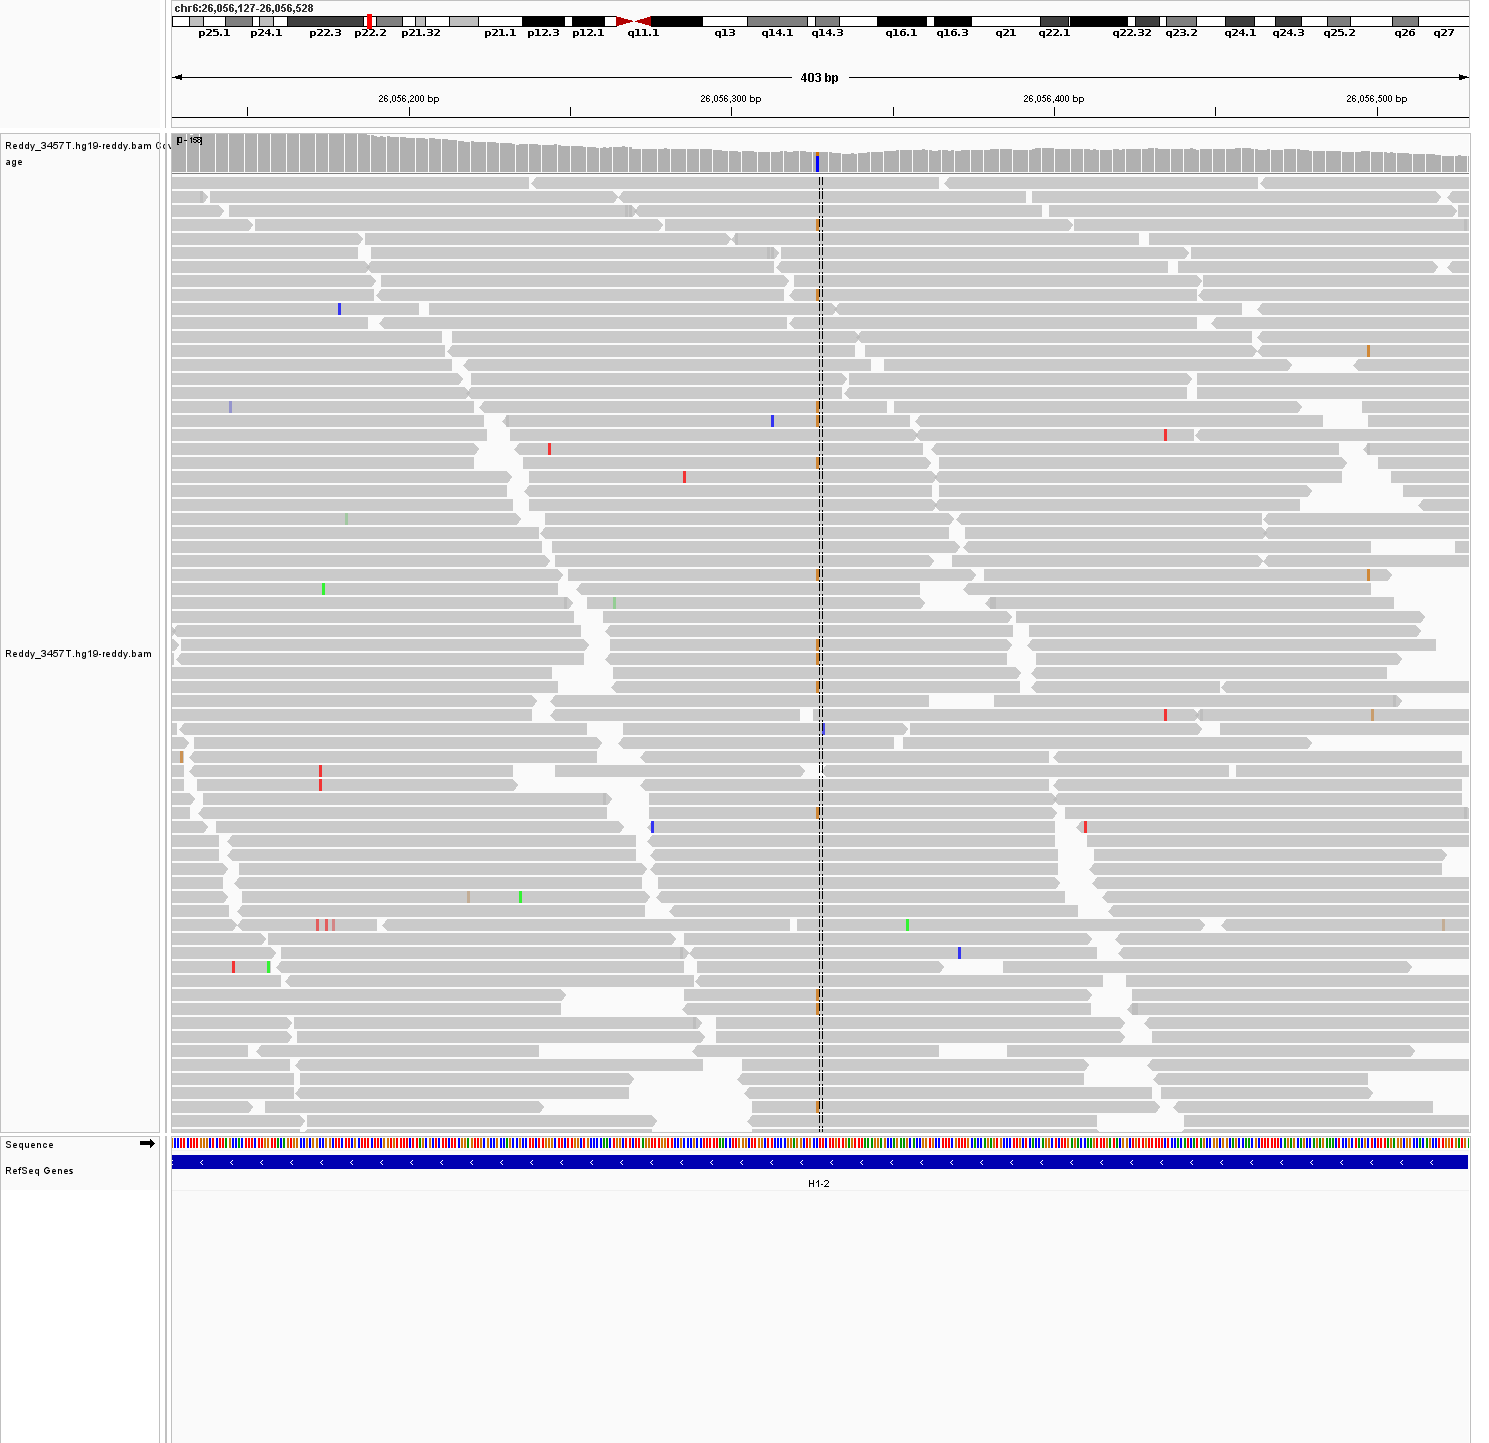 chr6:26,056,127-26,056,528
p25.1 p24.1 p22.3 p22.2 p21.32 p21.1 p12.3 p12.1 q11.1 q13 q14.1 q14.3 q16.1 q16.3 q21 q22.1 q22.32 q23.2 q24.1 q24.3 q25.2 q26 q27
403 bp
26,056,200 bp 26,056,300 bp 26,056,400 bp 26,056,500 bp
[0 - 158]
Reddy_3457T.hg19-reddy.bam Cov
age
Reddy_3457T.hg19-reddy.bam
Sequence
RefSeq Genes
H1-2